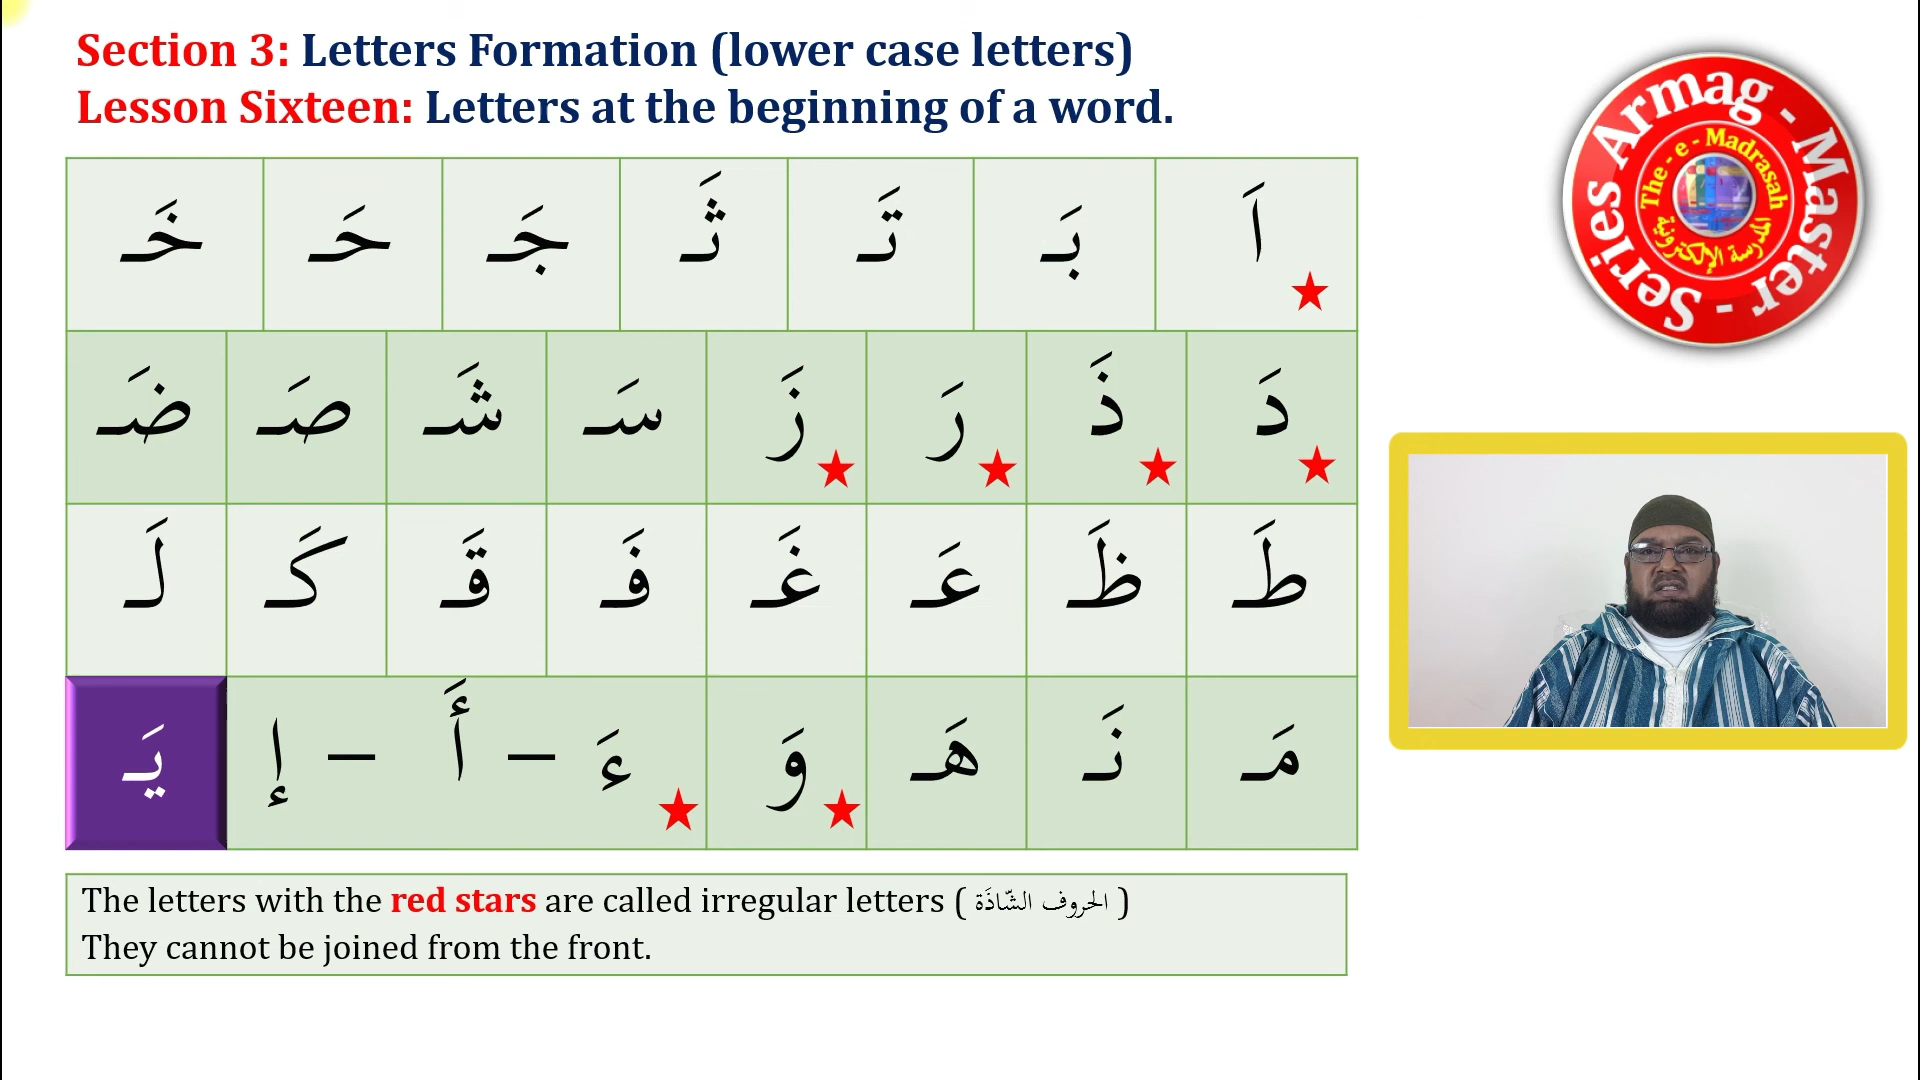 Section 3: Letters Formation (lower case letters)
Lesson Sixteen: Letters at the beginning of a word.
اَ بَـ تَـ ثَـ جَـ حَـ خَـ
دَ ذَ رَ زَ سَـ شَـ صَـ ضَـ
طَـ ظَـ عَـ غَـ فَـ قَـ كَـ لَـ
مَـ نَـ هَـ وَ ءَ – أَ – إ يَـ
The letters with the red stars are called irregular letters ( الحروف الشّاذَة )
They cannot be joined from the front.
Armag - Master - Series
The - e - Madrasah
المدرسة الإلكترونية